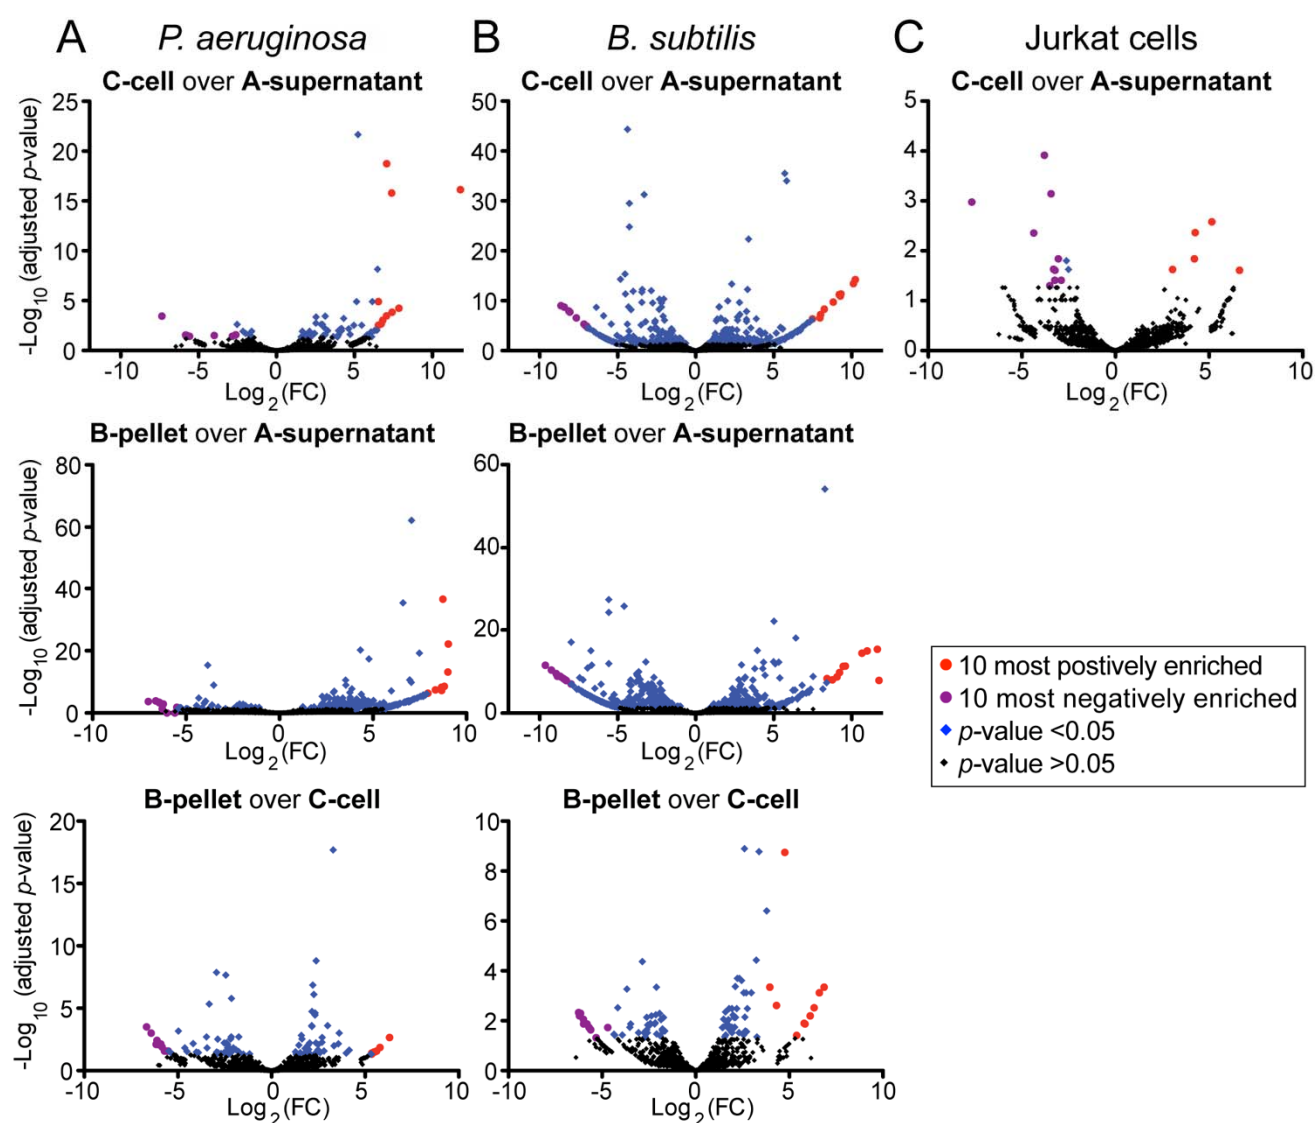 A P. aeruginosa B B. subtilis C Jurkat cells
C-cell over A-supernatant C-cell over A-supernatant C-cell over A-supernatant
-Log10 (adjusted p-value)
25
20
15
10
5
0
-10 -5 0 5 10
Log2(FC)
50
40
30
20
10
0
-10 -5 0 5 10
Log2(FC)
5
4
3
2
1
0
-10 -5 0 5 10
Log2(FC)
B-pellet over A-supernatant B-pellet over A-supernatant
-Log10 (adjusted p-value)
80
60
40
20
0
-10 -5 0 5 10
Log2(FC)
60
40
20
0
-10 -5 0 5 10
Log2(FC)
10 most postively enriched
10 most negatively enriched
p-value <0.05
p-value >0.05
B-pellet over C-cell B-pellet over C-cell
-Log10 (adjusted p-value)
20
15
10
5
0
-10 -5 0 5 10
Log2(FC)
10
8
6
4
2
0
-10 -5 0 5 10
Log2(FC)